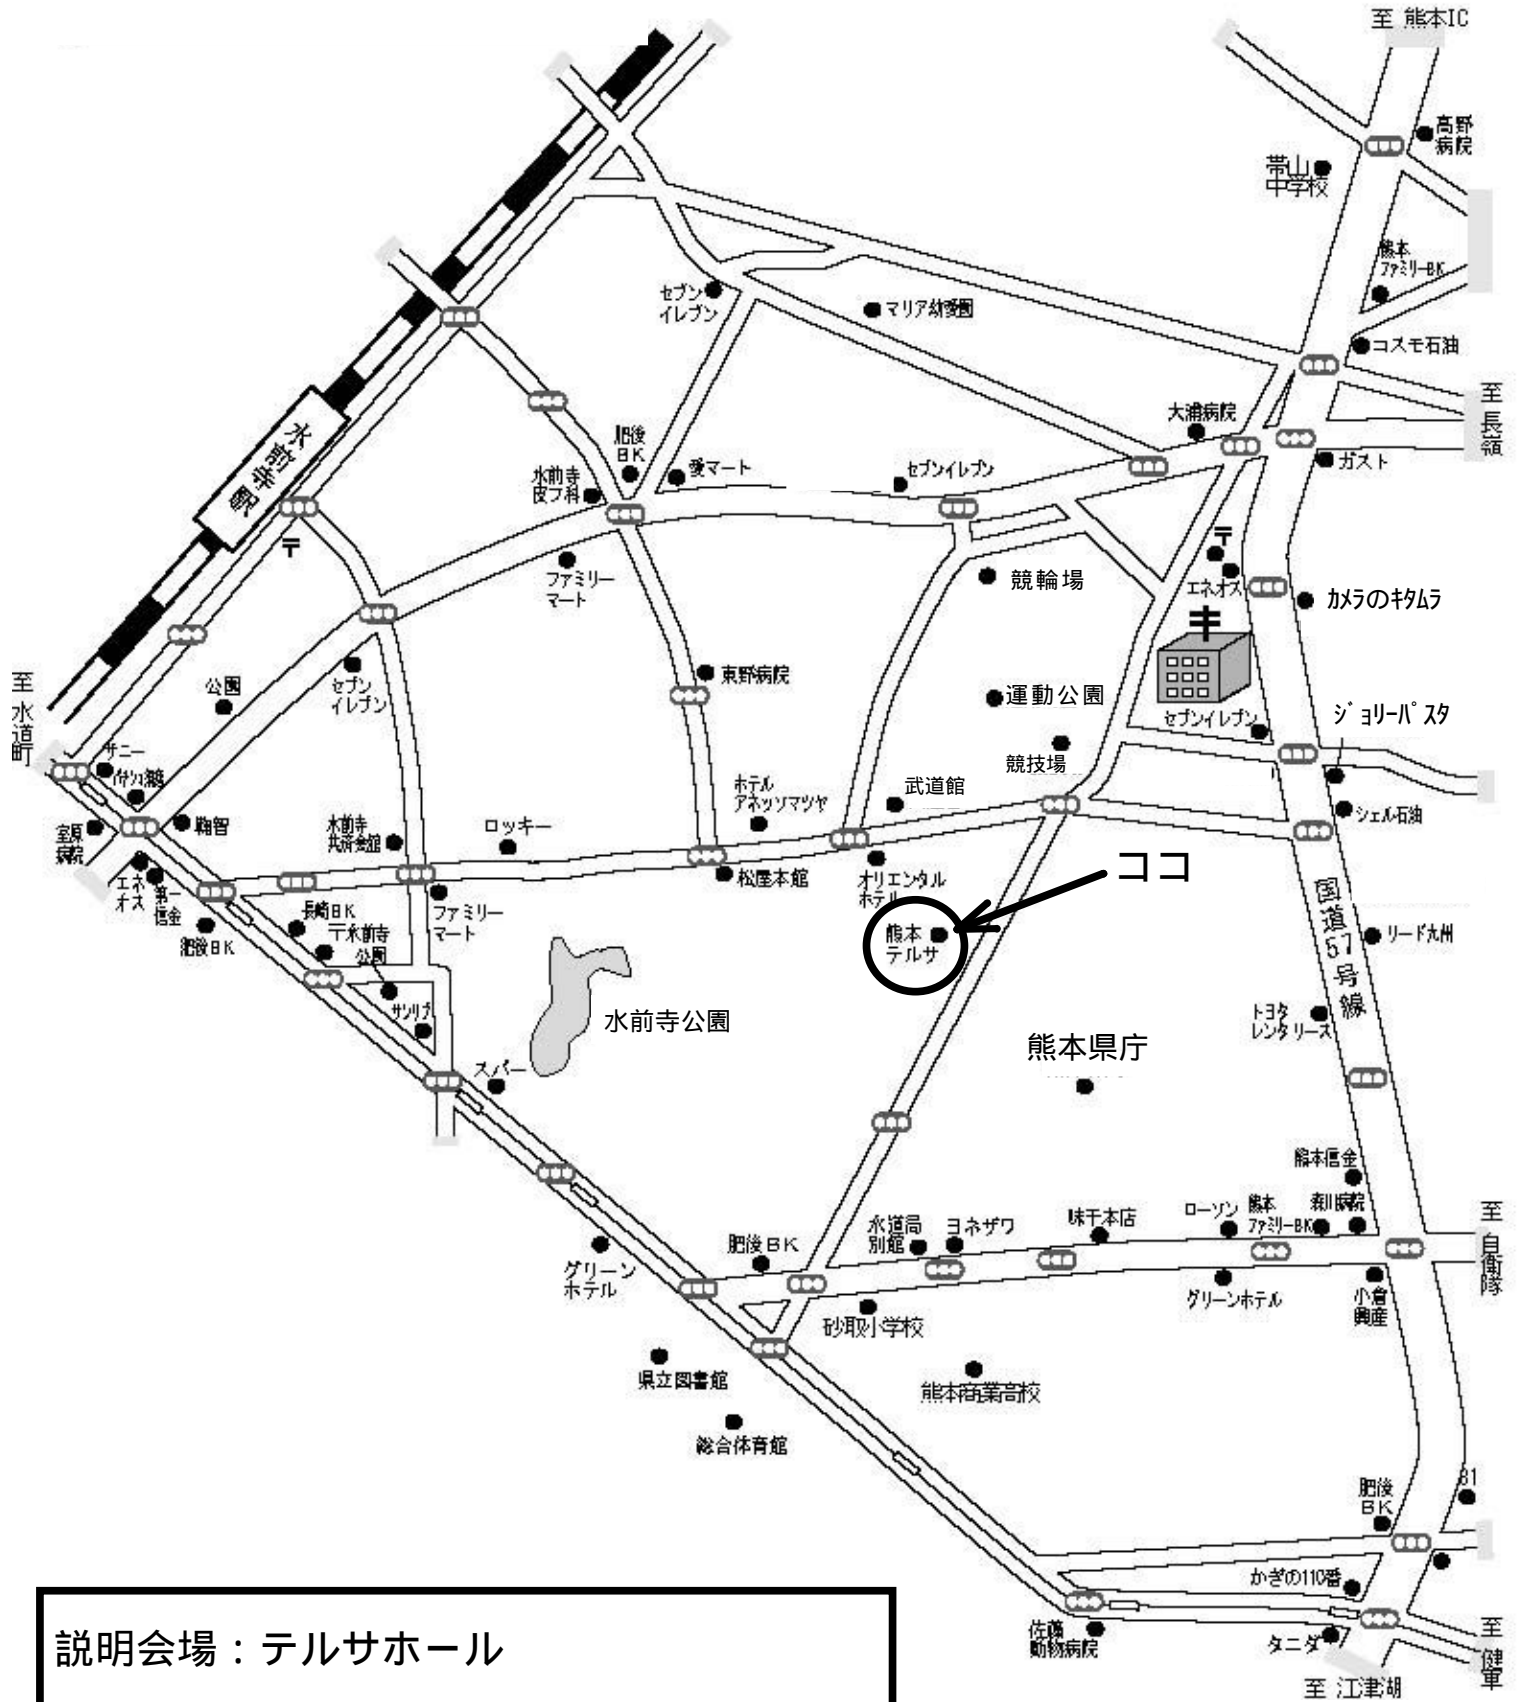 至 熊本IC
高野
病院
帯山
中学校
熊本
ファミリーBK
セブン
イレブン
マリア幼愛園
コスモ石油
至
長嶺
大浦病院
肥後
BK
水前寺
皮フ科
愛マート
セブンイレブン
ガスト
水前寺駅
〒
ファミリー
マート
競輪場
〒
エネオス
カメラのキタムラ
至
水道町
公園
セブン
イレブン
東野病院
運動公園
セブンイレブン
ジョリーパスタ
サニー
競技場
ホテル
アネックスマツヤ
武道館
室原
病院
鞠智
水前寺
共済会館
ロッキー
シェル石油
エネ
オス
第一
信金
松屋本館
オリエンタル
ホテル
ココ
国道57号線
長崎BK
ファミリー
マート
肥後BK
〒水前寺
公園
熊本
テルサ
リード九州
サンリブ
水前寺公園
トヨタ
レンタリース
熊本県庁
スパー
熊本信金
水道局
別館
ヨネザワ
味千本店
ローソン
熊本
ファミリーBK
至
自衛隊
肥後BK
グリーン
ホテル
グリーンホテル
小倉
興産
砂取小学校
県立図書館
熊本商業高校
総合体育館
肥後
BK
31
かぎの110番
佐藤
動物病院
タニダ
至
健軍
至 江津湖
説明会場：テルサホール